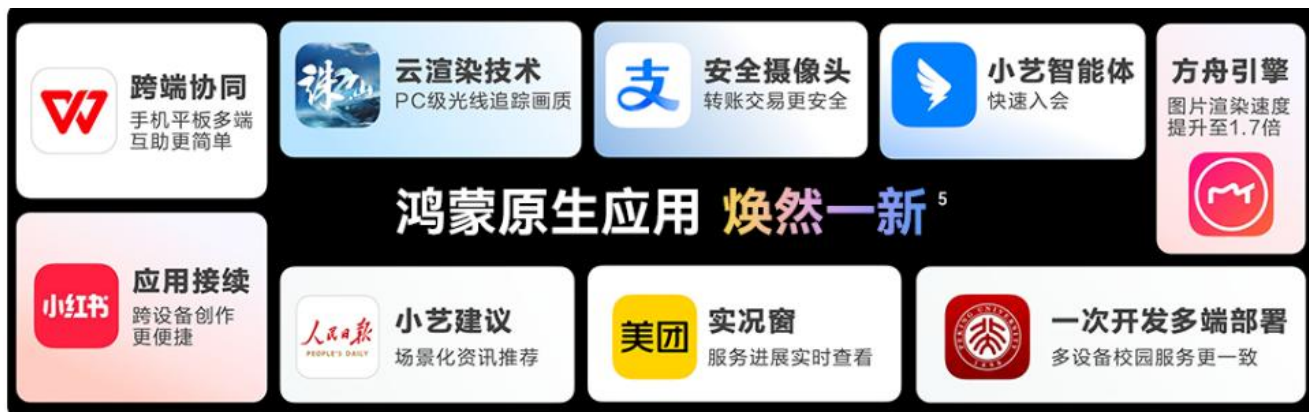 跨端协同
手机平板多端
互助更简单
诛仙
云渲染技术
PC级光线追踪画质
支
安全摄像头
转账交易更安全
小艺智能体
快速入会
方舟引擎
图片渲染速度
提升至1.7倍
鸿蒙原生应用 焕然一新 5
小红书
应用接续
跨设备创作
更便捷
人民日报
PEOPLE'S DAILY
小艺建议
场景化资讯推荐
美团
实况窗
服务进展实时查看
PEKING UNIVERSITY
1898
一次开发多端部署
多设备校园服务更一致